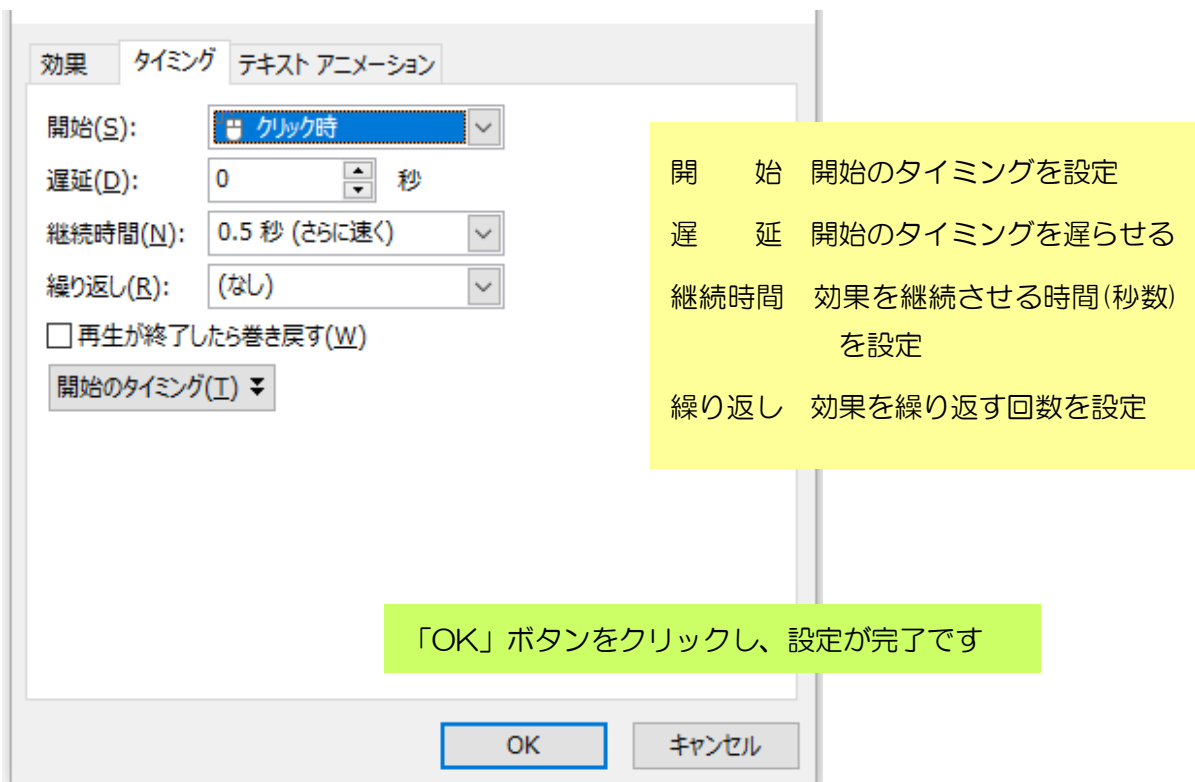 効果 タイミング テキスト アニメーション
開始(S): クリック時
遅延(D): 0 秒
継続時間(N): 0.5 秒 (さらに速く)
繰り返し(R): (なし)
再生が終了したら巻き戻す(W)
開始のタイミング(T)
開　　始　開始のタイミングを設定
遅　　延　開始のタイミングを遅らせる
継続時間　効果を継続させる時間(秒数)
を設定
繰り返し　効果を繰り返す回数を設定
「OK」ボタンをクリックし、設定が完了です
OK キャンセル